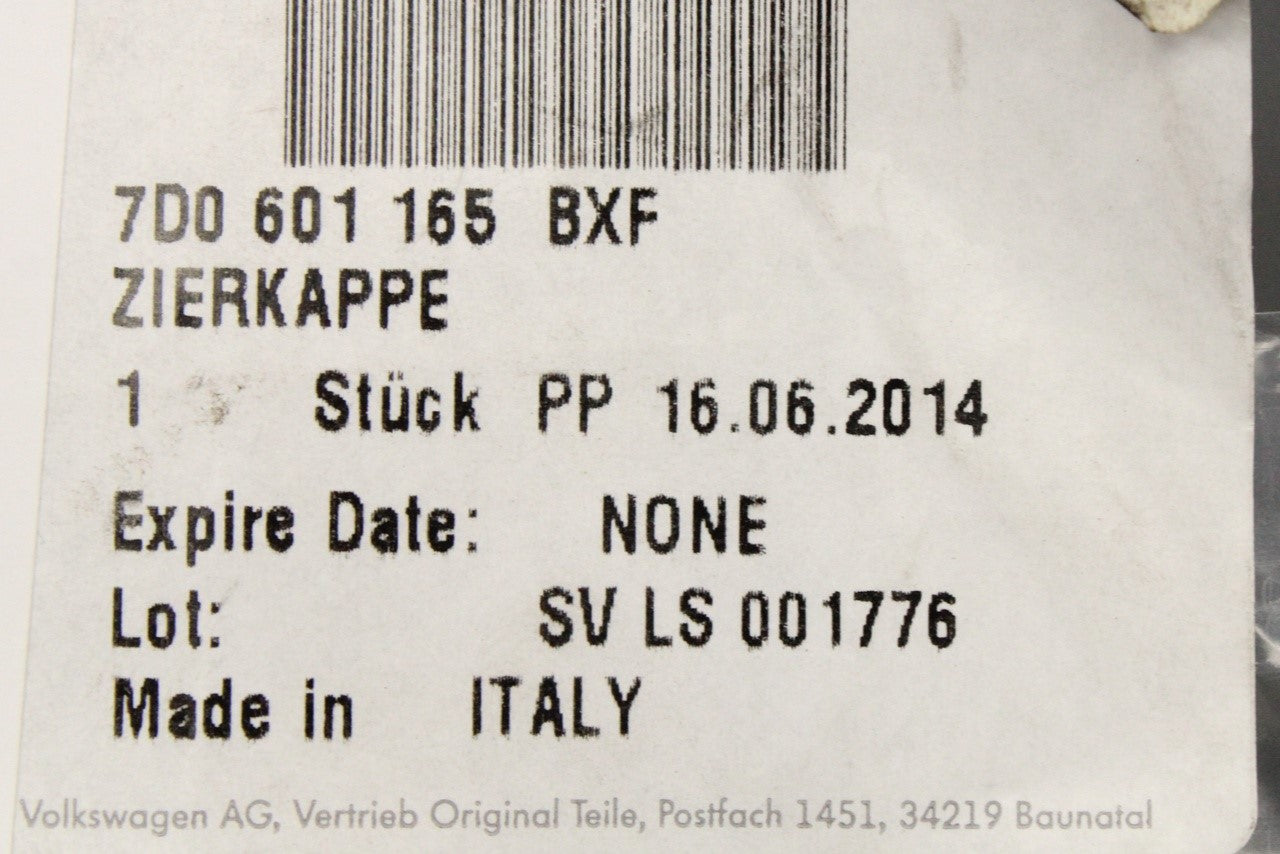 7D0 601 165 BXF
ZIERKAPPE
1 Stück PP 16.06.2014
Expire Date: NONE
Lot: SV LS 001776
Made in ITALY
Volkswagen AG, Vertrieb Original Teile, Postfach 1451, 34219 Baunatal